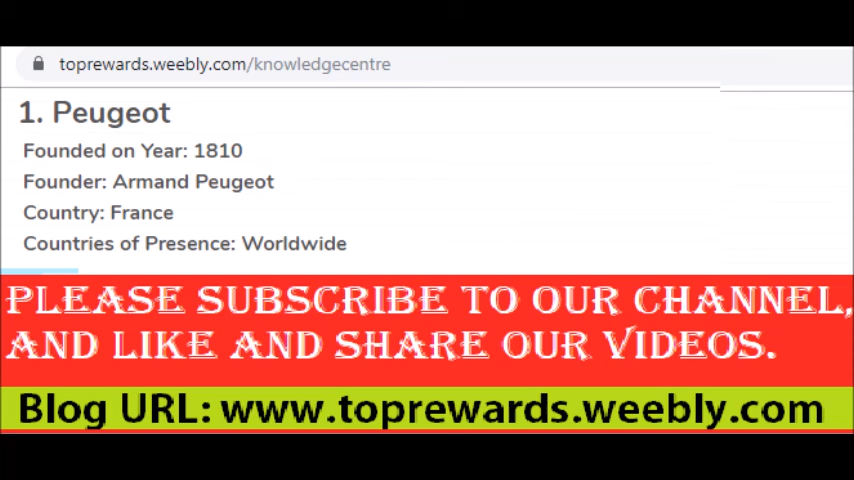 toprewards.weebly.com/knowledgecentre
1. Peugeot
Founded on Year: 1810
Founder: Armand Peugeot
Country: France
Countries of Presence: Worldwide
PLEASE SUBSCRIBE TO OUR CHANNEL,
AND LIKE AND SHARE OUR VIDEOS.
Blog URL: www.toprewards.weebly.com